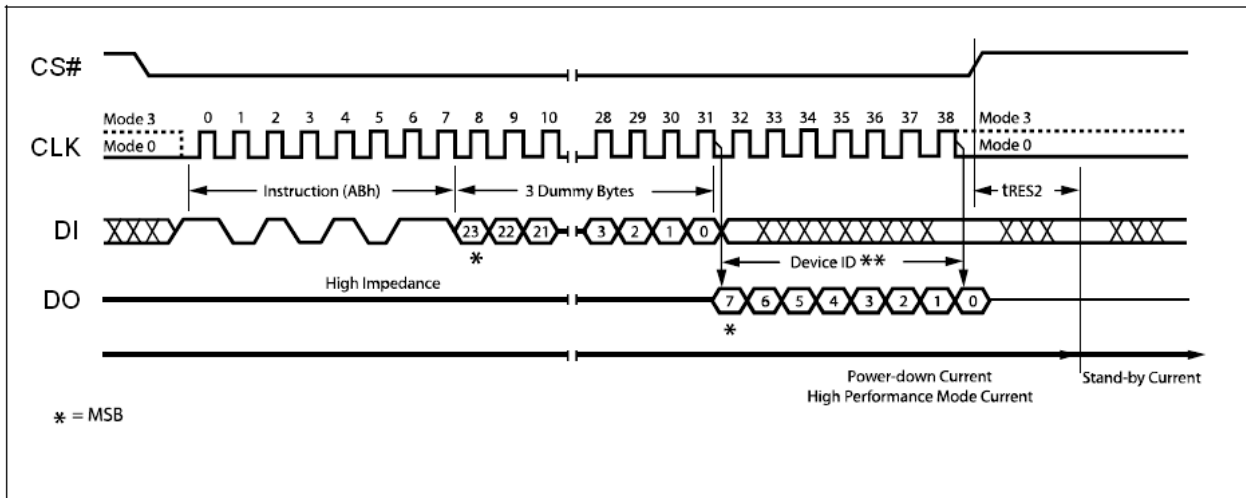 CS#
Mode 3 0 1 2 3 4 5 6 7 8 9 10 28 29 30 31 32 33 34 35 36 37 38 Mode 3
CLK Mode 0 Mode 0
Instruction (ABh) 3 Dummy Bytes tRES2
DI 23 22 21 3 2 1 0
* Device ID **
High Impedance
DO 7 6 5 4 3 2 1 0
*
Power-down Current Stand-by Current
High Performance Mode Current
* = MSB